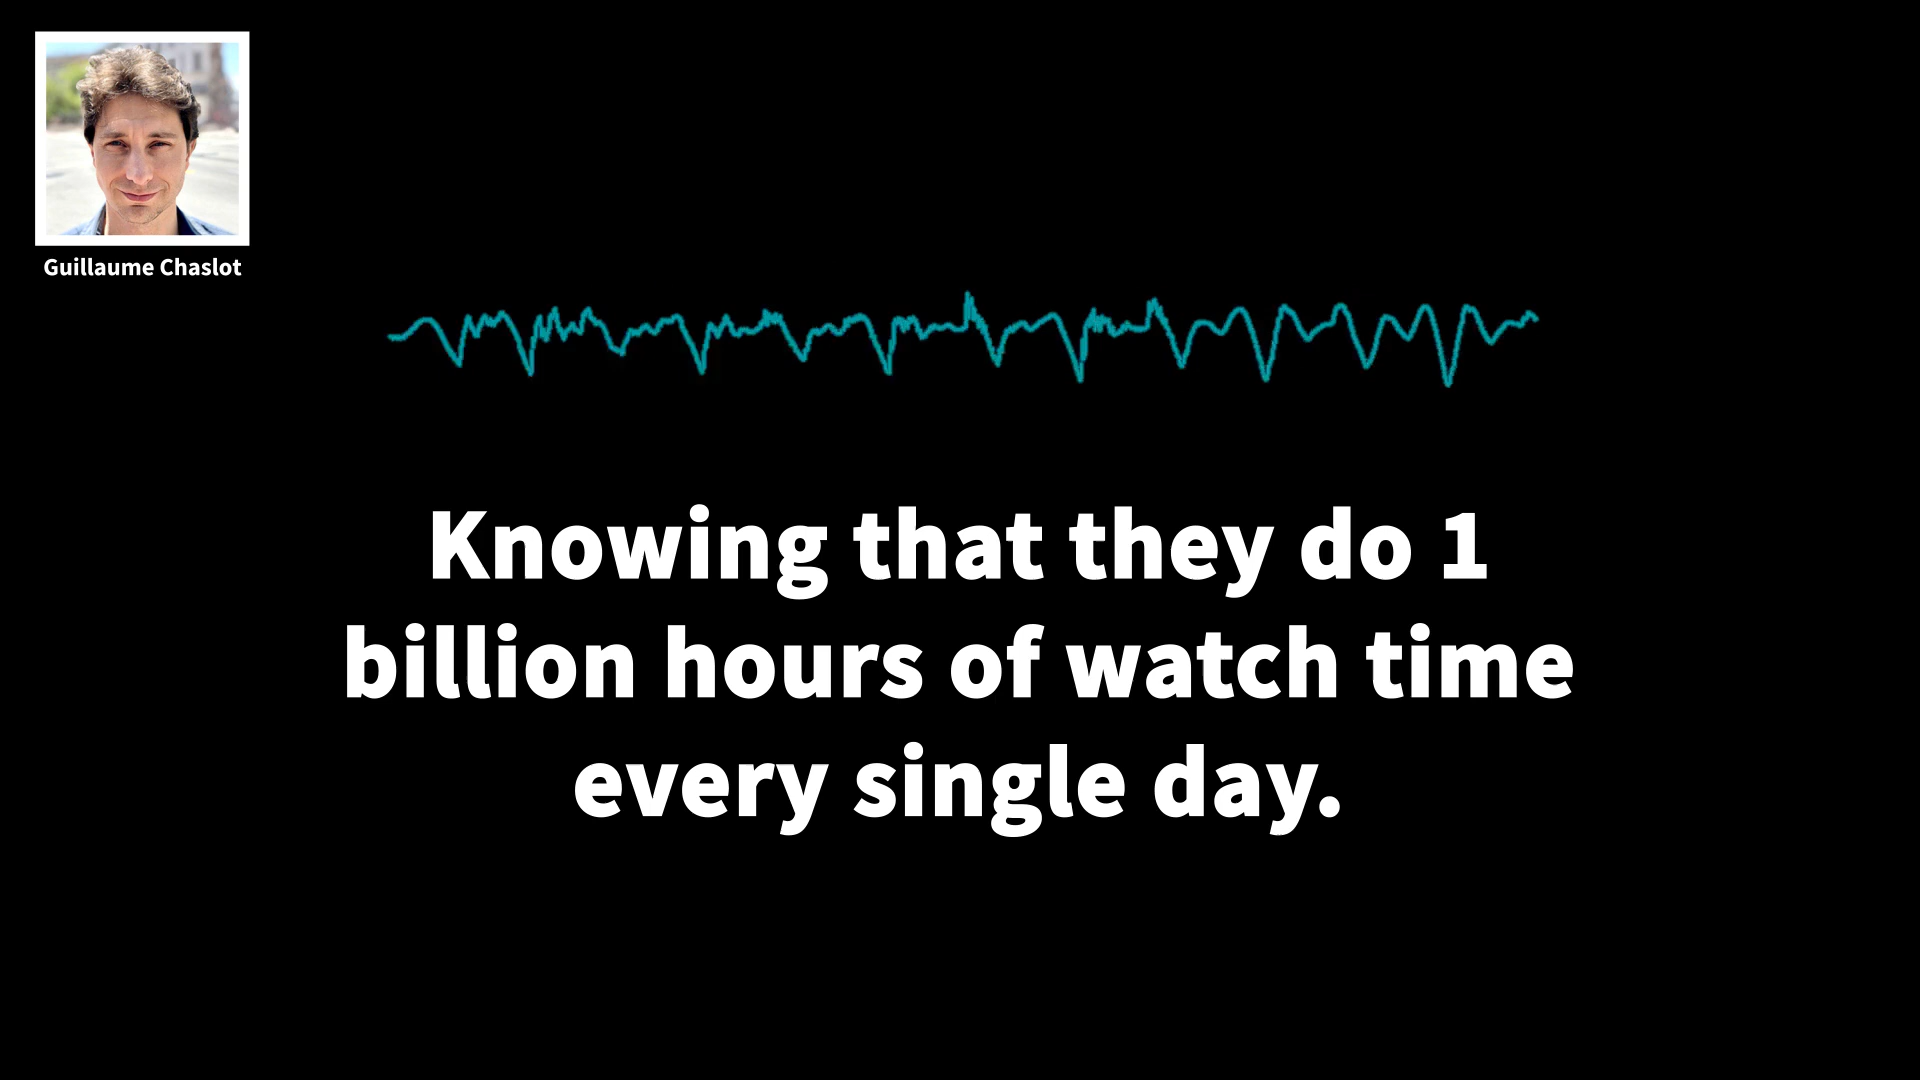 Guillaume Chaslot
Knowing that they do 1
billion hours of watch time
every single day.